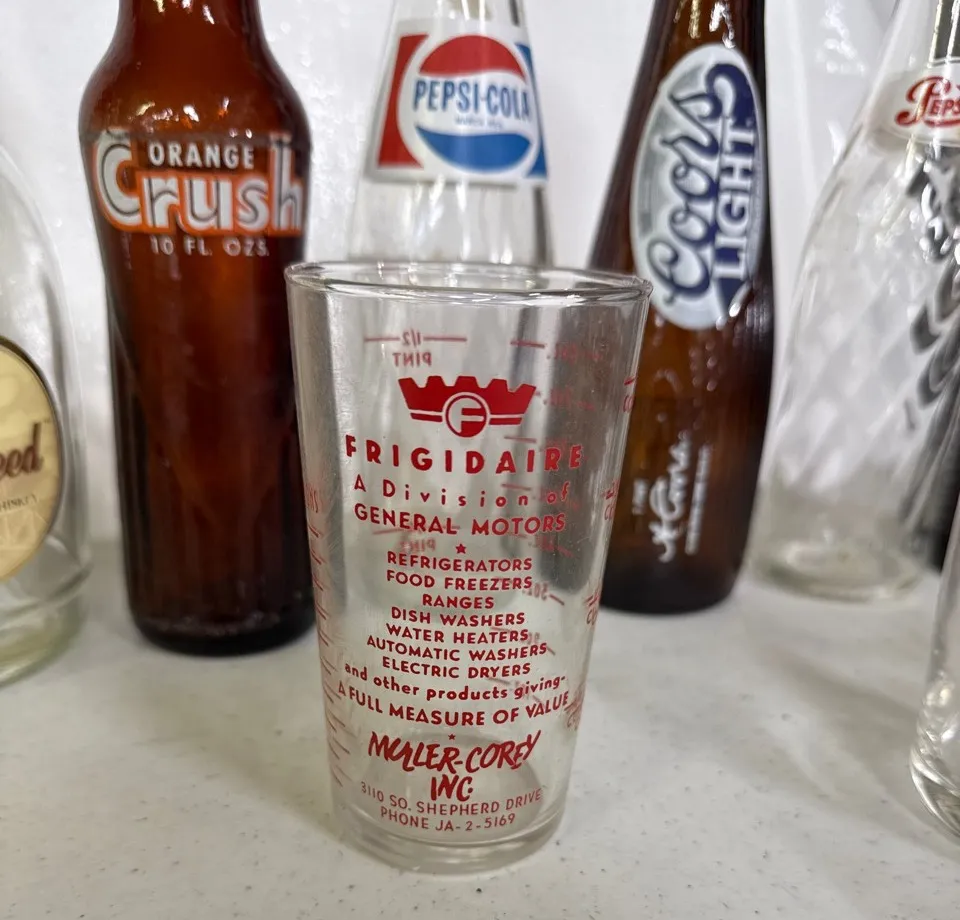 ORANGE
Crush
10 FL. OZS.
PEPSI-COLA
Coors
LIGHT
PEPS
eed
1/2
PINT
FRIGIDAIRE
A Division of
GENERAL MOTORS
REFRIGERATORS
FOOD FREEZERS
RANGES
DISH WASHERS
WATER HEATERS
AUTOMATIC WASHERS
ELECTRIC DRYERS
and other products giving-
A FULL MEASURE OF VALUE
MULLER-COREY
INC.
3110 SO. SHEPHERD DRIVE
PHONE JA-2-5169